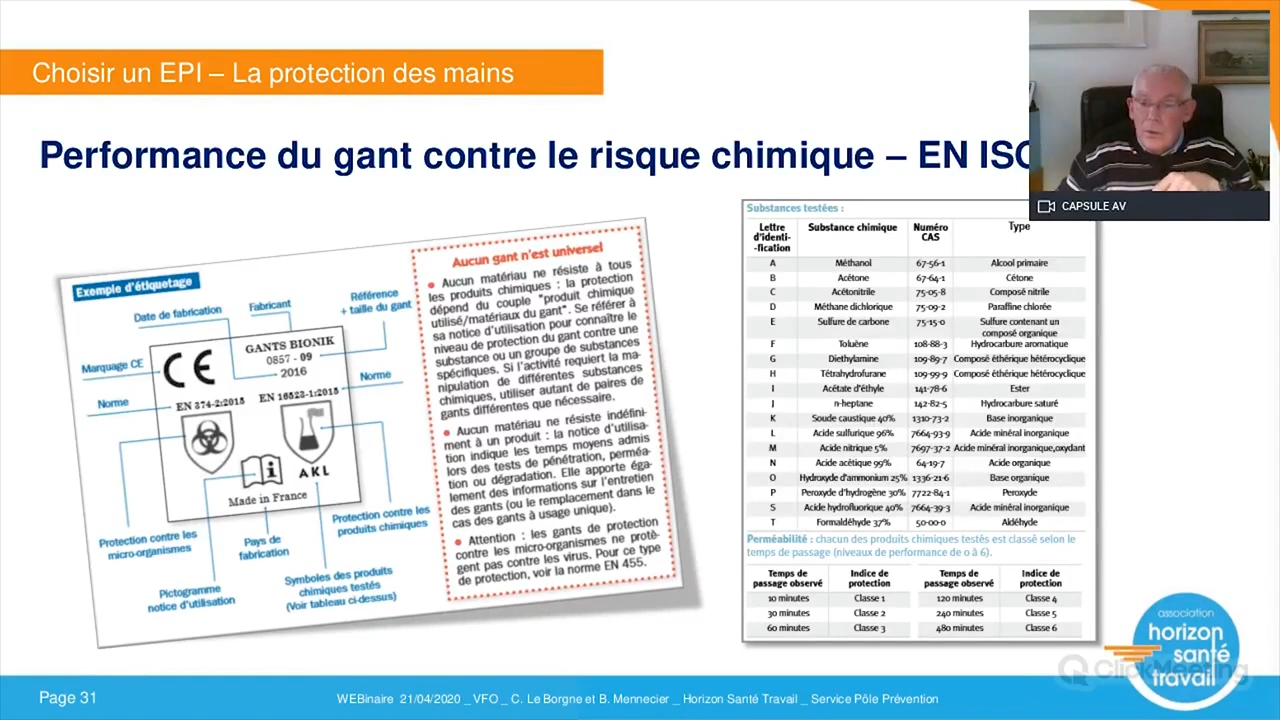 Choisir un EPI – La protection des mains
Performance du gant contre le risque chimique – EN ISO
CAPSULE AV
Exemple d'étiquetage
Date de fabrication
Fabricant
Référence
+ taille du gant
Marquage CE
Norme
Norme
CE
GANTS BIONIK
0857 - 09
2016
EN 374-2:2015
EN 16523-1:2015
AKL
Made in France
Protection contre les
micro-organismes
Pictogramme
notice d'utilisation
Pays de
fabrication
Symboles des produits
chimiques testés
(Voir tableau ci-dessus)
Protection contre les
produits chimiques
Aucun gant n'est universel
• Aucun matériau ne résiste à tous
les produits chimiques : la protection
dépend du couple "produit chimique
utilisé/matériaux du gant". Se référer à
sa notice d'utilisation pour connaître le
niveau de protection du gant contre une
substance ou un groupe de substances
spécifiques. Si l'activité requiert la ma-
nipulation de différentes substances
chimiques, utiliser autant de paires de
gants différentes que nécessaire.
• Aucun matériau ne résiste indéfini-
ment à un produit : la notice d'utilisa-
tion indique les temps moyens admis
lors des tests de pénétration, perméa-
tion ou dégradation. Elle apporte éga-
lement des informations sur l'entretien
des gants (ou le remplacement dans le
cas des gants à usage unique).
• Attention : les gants de protection
contre les micro-organismes ne protè-
gent pas contre les virus. Pour ce type
de protection, voir la norme EN 455.
Substances testées :
Lettre d'identi-fication Substance chimique Numéro CAS Type
A Méthanol 67-56-1 Alcool primaire
B Acétone 67-64-1 Cétone
C Acétonitrile 75-05-8 Composé nitrile
D Méthane dichlorique 75-09-2 Paraffine chlorée
E Sulfure de carbone 75-15-0 Sulfure contenant un
composé organique
F Toluène 108-88-3 Hydrocarbure aromatique
G Diethylamine 109-89-7 Composé éthérique hétérocyclique
H Tétrahydrofurane 109-99-9 Composé éthérique hétérocyclique
I Acétate d'éthyle 141-78-6 Ester
J n-heptane 142-82-5 Hydrocarbure saturé
K Soude caustique 40% 1310-73-2 Base inorganique
L Acide sulfurique 96% 7664-93-9 Acide minéral inorganique
M Acide nitrique 5% 7697-37-2 Acide minéral inorganique,oxydant
N Acide acétique 99% 64-19-7 Acide organique
O Hydroxyde d'ammonium 25% 1336-21-6 Base organique
P Peroxyde d'hydrogène 30% 7722-84-1 Peroxyde
S Acide hydrofluorique 40% 7664-39-3 Acide minéral inorganique
T Formaldéhyde 37% 50-00-0 Aldéhyde
Perméabilité : chacun des produits chimiques testés est classé selon le
temps de passage (niveaux de performance de 0 à 6).
Temps de passage observé Indice de protection Temps de passage observé Indice de protection
10 minutes Classe 1 120 minutes Classe 4
30 minutes Classe 2 240 minutes Classe 5
60 minutes Classe 3 480 minutes Classe 6
association
horizon
santé
travail
ClickMeeting
Page 31
WEBinaire 21/04/2020 _ VFO _ C. Le Borgne et B. Mennecier _ Horizon Santé Travail _ Service Pôle Prévention